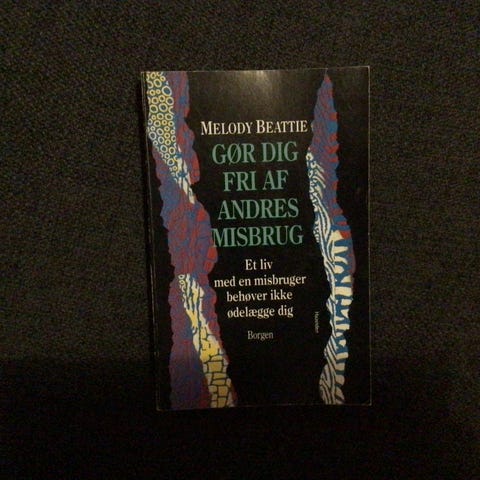 MELODY BEATTIE
GØR DIG
FRI AF
ANDRES
MISBRUG
Et liv
med en misbruger
behøver ikke
ødelægge dig
Borgen